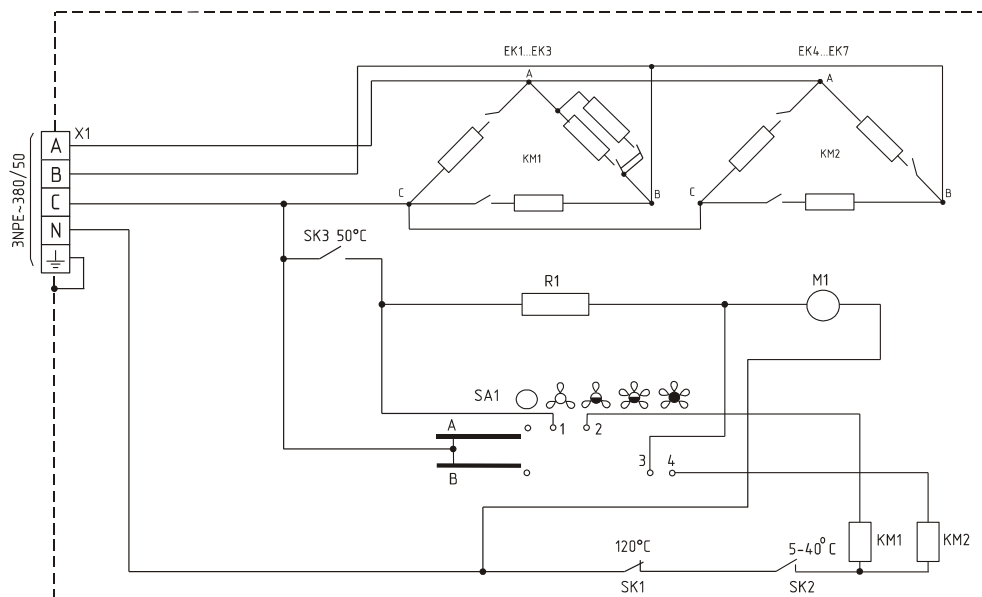 EK1...EK3
EK4...EK7
A
A
X1
A
B
C
N
3NPE~380/50
KM1
KM2
C
B
C
B
SK3 50°C
R1
M1
SA1
A
1
2
B
3
4
120°C
5-40°C
KM1
KM2
SK1
SK2